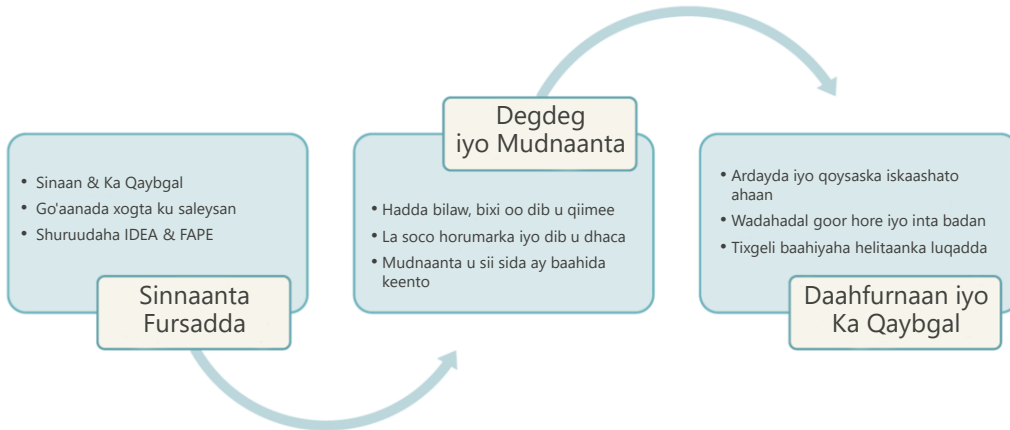 • Sinaan & Ka Qaybgal
• Go'aanada xogta ku saleysan
• Shuruudaha IDEA & FAPE
Sinnaanta
Fursadda
Degdeg
iyo Mudnaanta
• Hadda bilaw, bixi oo dib u qiimee
• La soco horumarka iyo dib u dhaca
• Mudnaanta u sii sida ay baahida
keento
• Ardayda iyo qoysaska iskaashato
ahaan
• Wadahadal goor hore iyo inta badan
• Tixgeli baahiyaha helitaanka luqadda
Daahfurnaan iyo
Ka Qaybgal